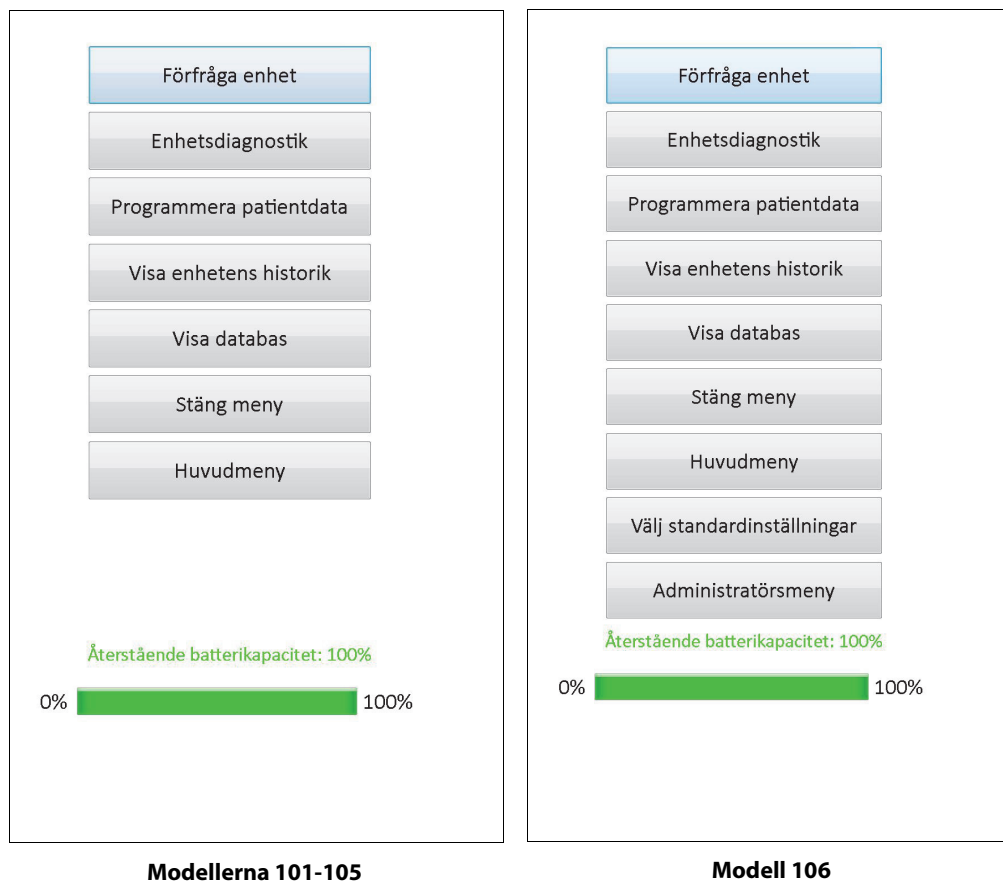 Förfråga enhet
Enhetsdiagnostik
Programmera patientdata
Visa enhetens historik
Visa databas
Stäng meny
Huvudmeny
Återstående batterikapacitet: 100%
0% 100%
Modellerna 101-105
Förfråga enhet
Enhetsdiagnostik
Programmera patientdata
Visa enhetens historik
Visa databas
Stäng meny
Huvudmeny
Välj standardinställningar
Administratörsmeny
Återstående batterikapacitet: 100%
0% 100%
Modell 106